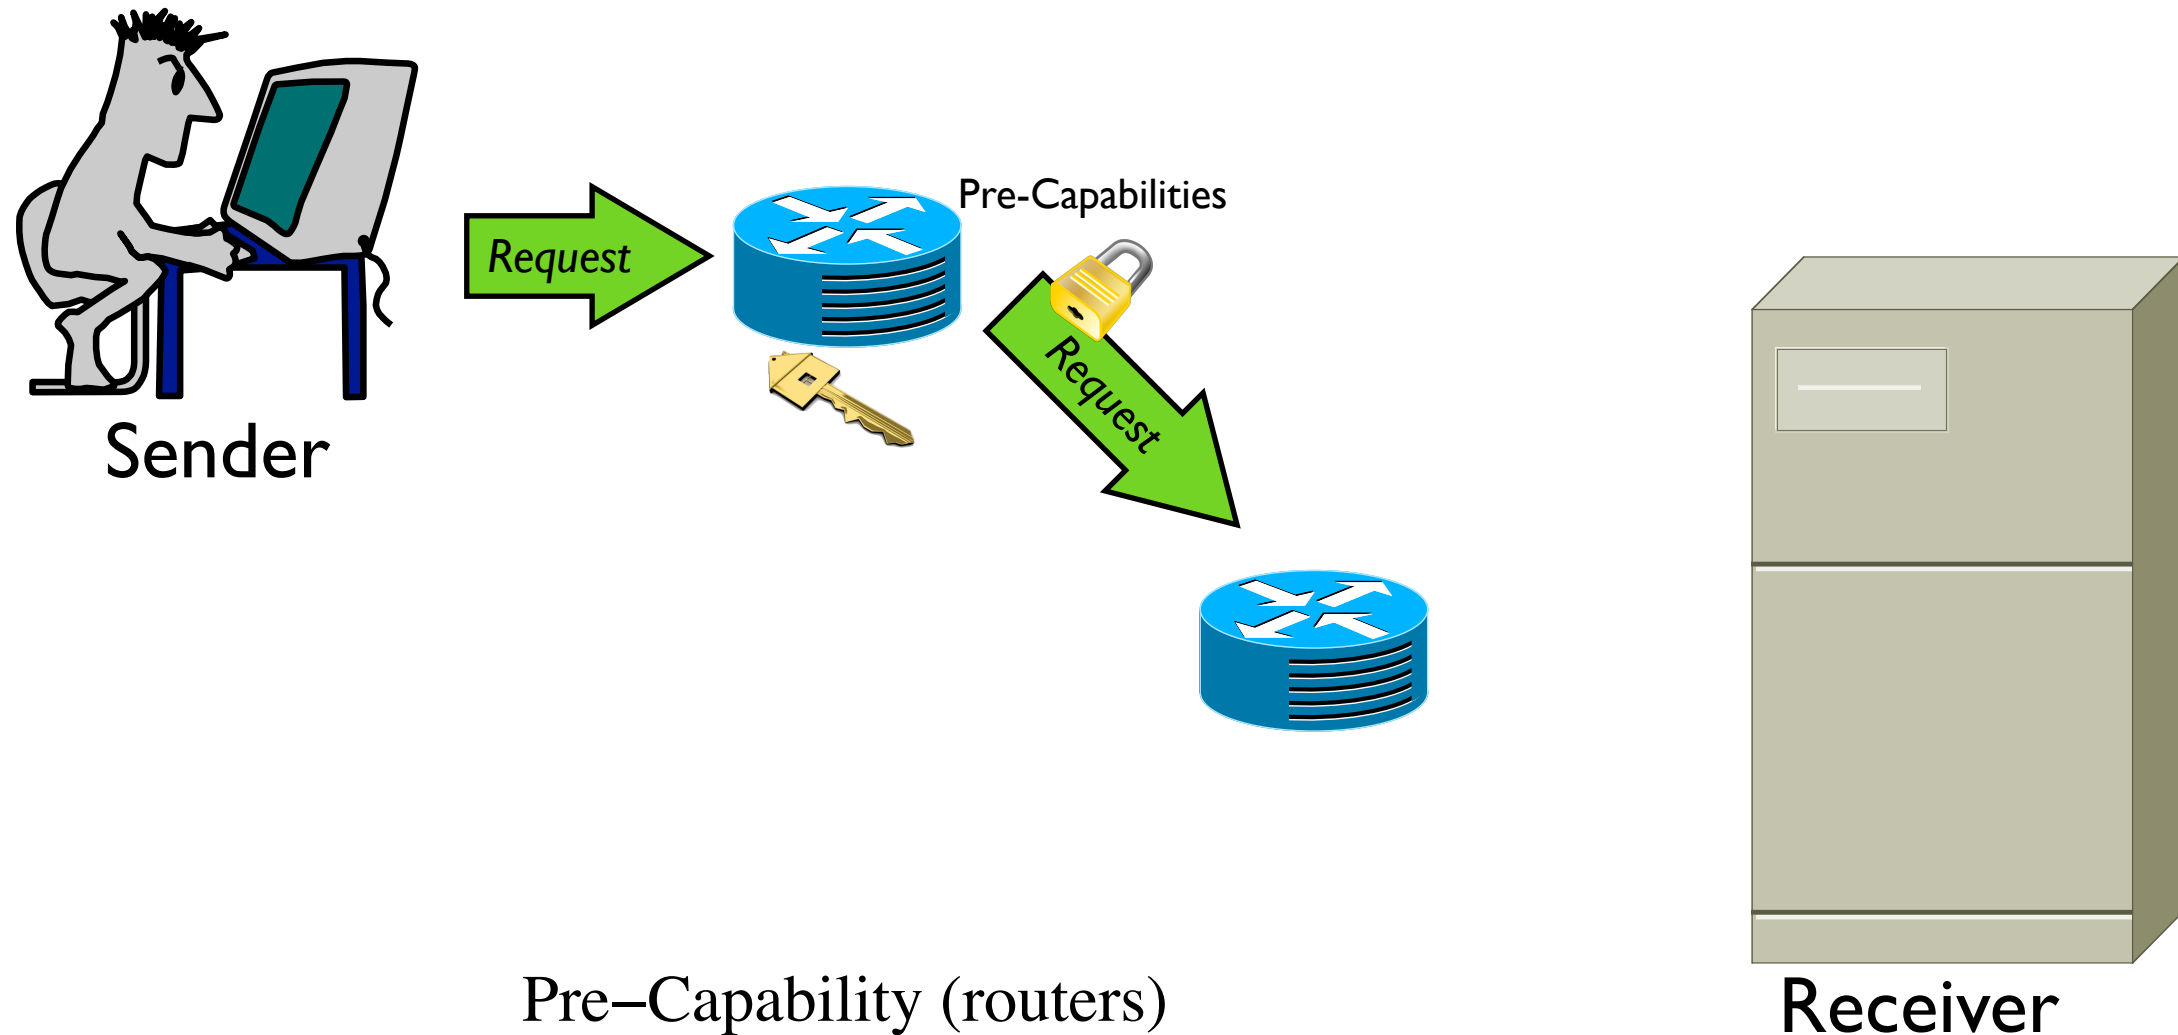 Pre-Capabilities
Request
Request
Sender
Pre–Capability (routers)
Receiver